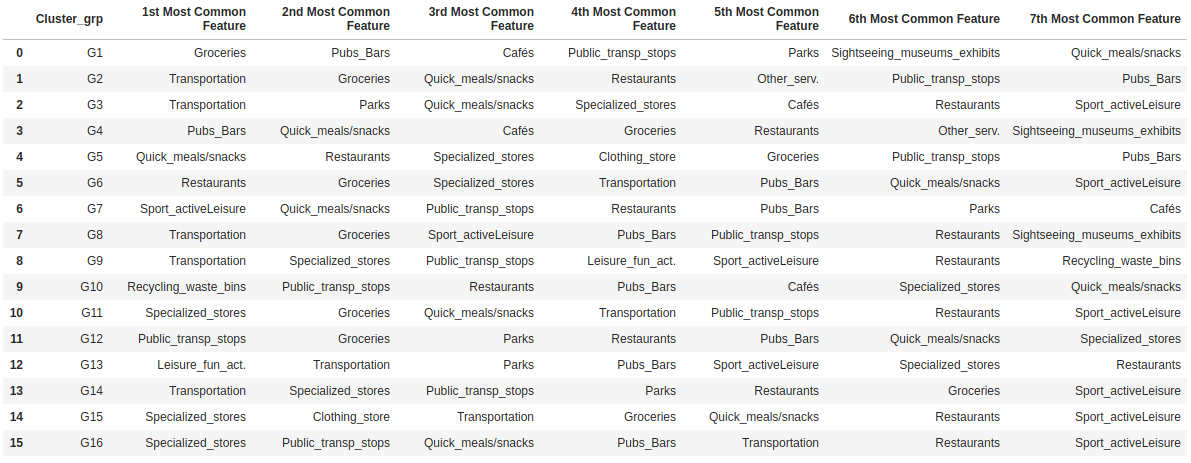 Cluster_grp 1st Most Common Feature 2nd Most Common Feature 3rd Most Common Feature 4th Most Common Feature 5th Most Common Feature 6th Most Common Feature 7th Most Common Feature
0 G1 Groceries Pubs_Bars Cafés Public_transp_stops Parks Sightseeing_museums_exhibits Quick_meals/snacks
1 G2 Transportation Groceries Quick_meals/snacks Restaurants Other_serv. Public_transp_stops Pubs_Bars
2 G3 Transportation Parks Quick_meals/snacks Specialized_stores Cafés Restaurants Sport_activeLeisure
3 G4 Pubs_Bars Quick_meals/snacks Cafés Groceries Restaurants Other_serv. Sightseeing_museums_exhibits
4 G5 Quick_meals/snacks Restaurants Specialized_stores Clothing_store Groceries Public_transp_stops Pubs_Bars
5 G6 Restaurants Groceries Specialized_stores Transportation Pubs_Bars Quick_meals/snacks Sport_activeLeisure
6 G7 Sport_activeLeisure Quick_meals/snacks Public_transp_stops Restaurants Pubs_Bars Parks Cafés
7 G8 Transportation Groceries Sport_activeLeisure Pubs_Bars Public_transp_stops Restaurants Sightseeing_museums_exhibits
8 G9 Transportation Specialized_stores Public_transp_stops Leisure_fun_act. Sport_activeLeisure Restaurants Recycling_waste_bins
9 G10 Recycling_waste_bins Public_transp_stops Restaurants Pubs_Bars Cafés Specialized_stores Quick_meals/snacks
10 G11 Specialized_stores Groceries Quick_meals/snacks Transportation Public_transp_stops Restaurants Sport_activeLeisure
11 G12 Public_transp_stops Groceries Parks Restaurants Pubs_Bars Quick_meals/snacks Specialized_stores
12 G13 Leisure_fun_act. Transportation Parks Pubs_Bars Sport_activeLeisure Specialized_stores Restaurants
13 G14 Transportation Specialized_stores Public_transp_stops Parks Restaurants Groceries Sport_activeLeisure
14 G15 Specialized_stores Clothing_store Transportation Groceries Quick_meals/snacks Restaurants Sport_activeLeisure
15 G16 Specialized_stores Public_transp_stops Quick_meals/snacks Pubs_Bars Transportation Restaurants Sport_activeLeisure